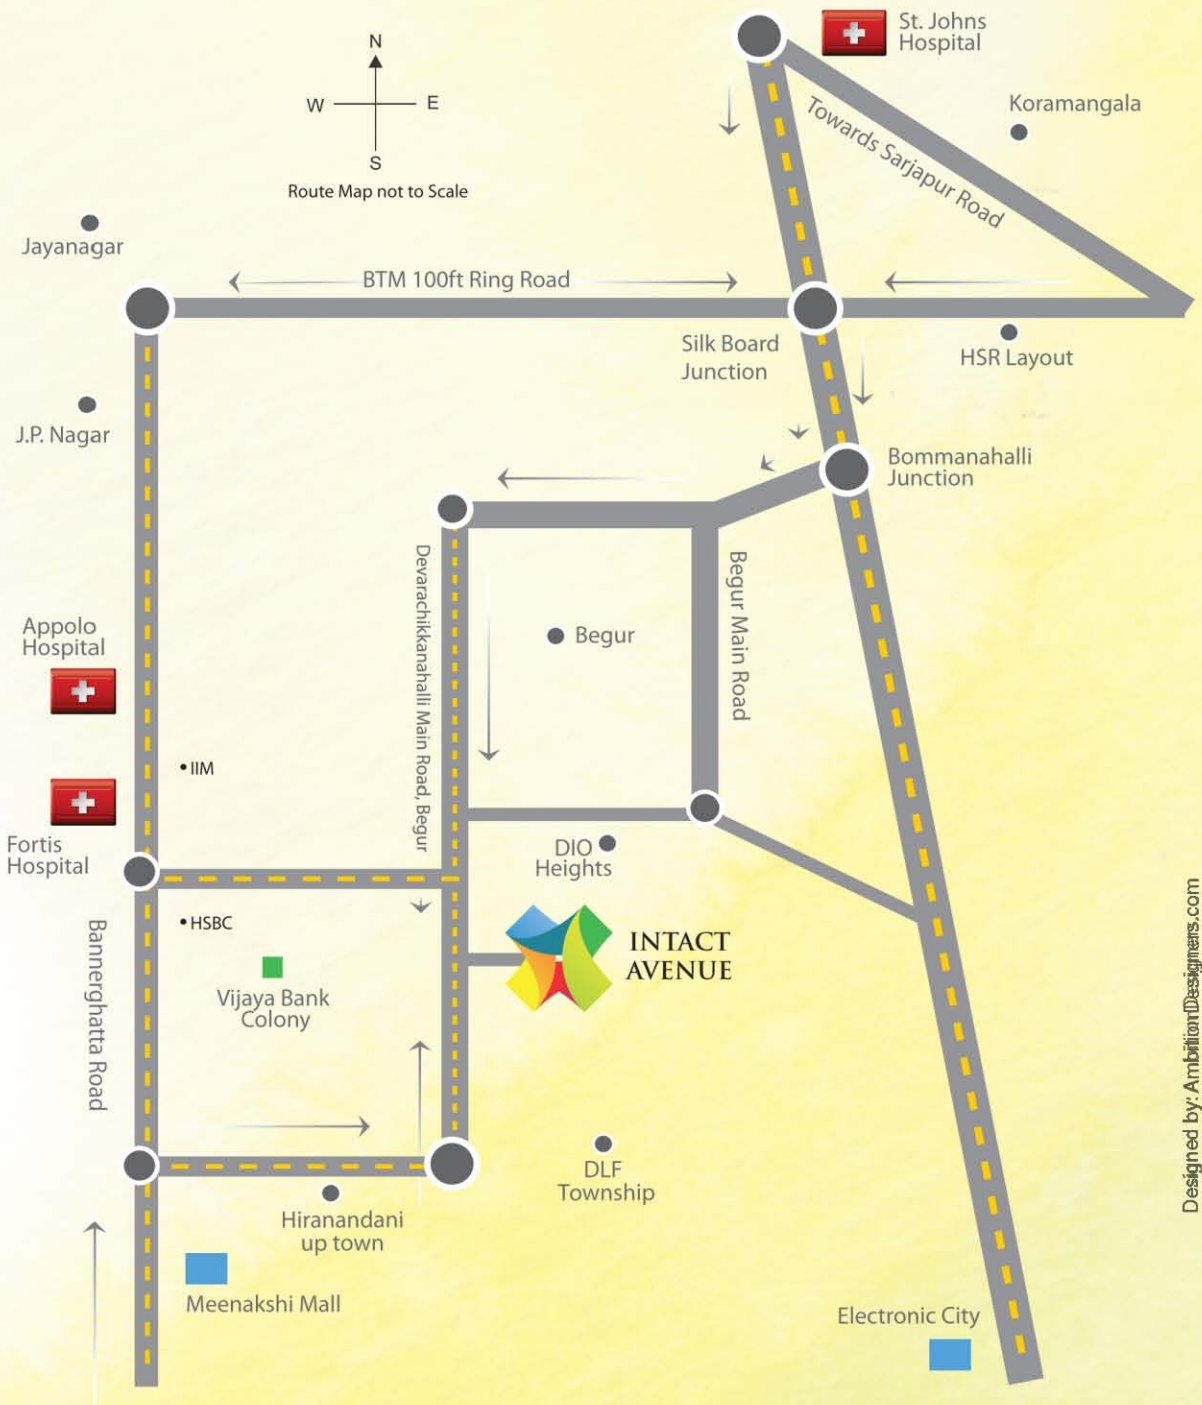 St. Johns
Hospital
N
W
E
S
Route Map not to Scale
Koramangala
Towards Sarjapur Road
Jayanagar
BTM 100ft Ring Road
Silk Board
Junction
HSR Layout
J.P. Nagar
Bommanahalli
Junction
Devarachikkanahalli Main Road, Begur
Begur Main Road
Begur
Appolo
Hospital
IIM
Fortis
Hospital
DIO
Heights
HSBC
INTACT
AVENUE
Vijaya Bank
Colony
Bannerghatta Road
DLF
Township
Hiranandani
up town
Meenakshi Mall
Electronic City
Designed by: AmbitionDesigners.com